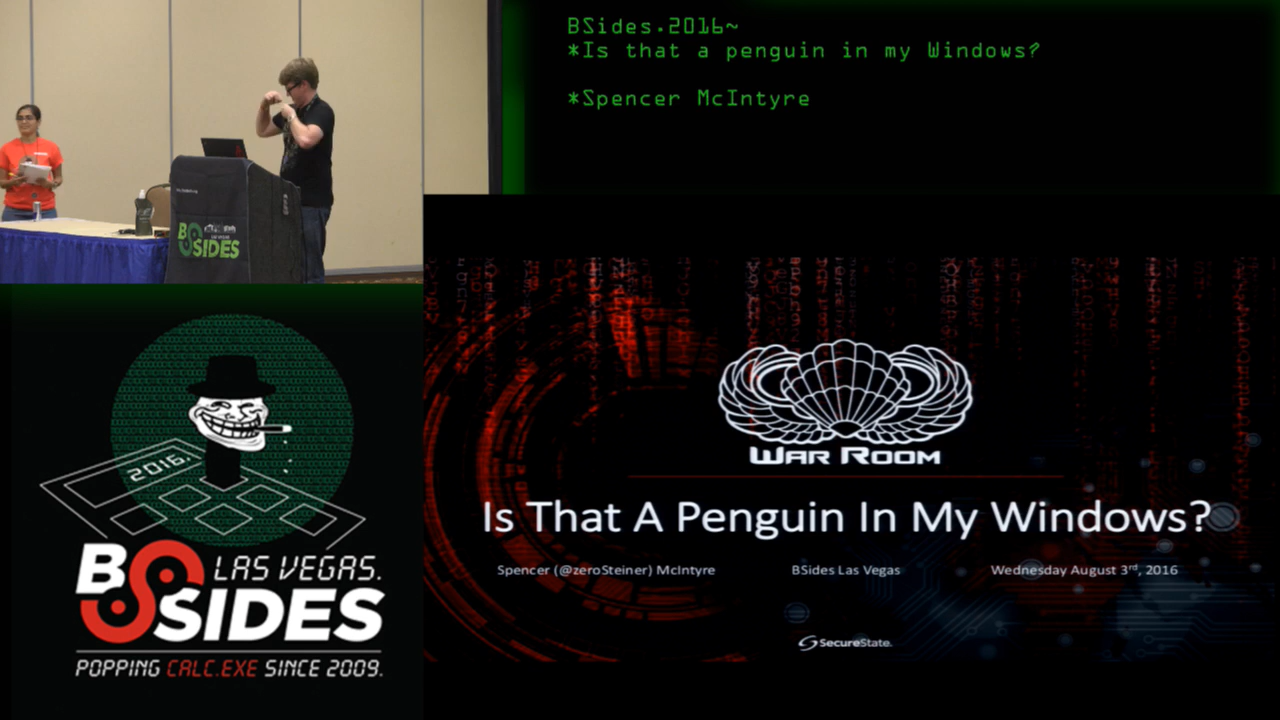 BSides.2016~
*Is that a penguin in my Windows?
*Spencer McIntyre
BSIDES
WAR ROOM
Is That A Penguin In My Windows?
Spencer (@zeroSteiner) McIntyre
BSides Las Vegas
Wednesday August 3rd, 2016
SecureState
2016.
BSIDES
LAS VEGAS.
POPPING CALC.EXE SINCE 2009.